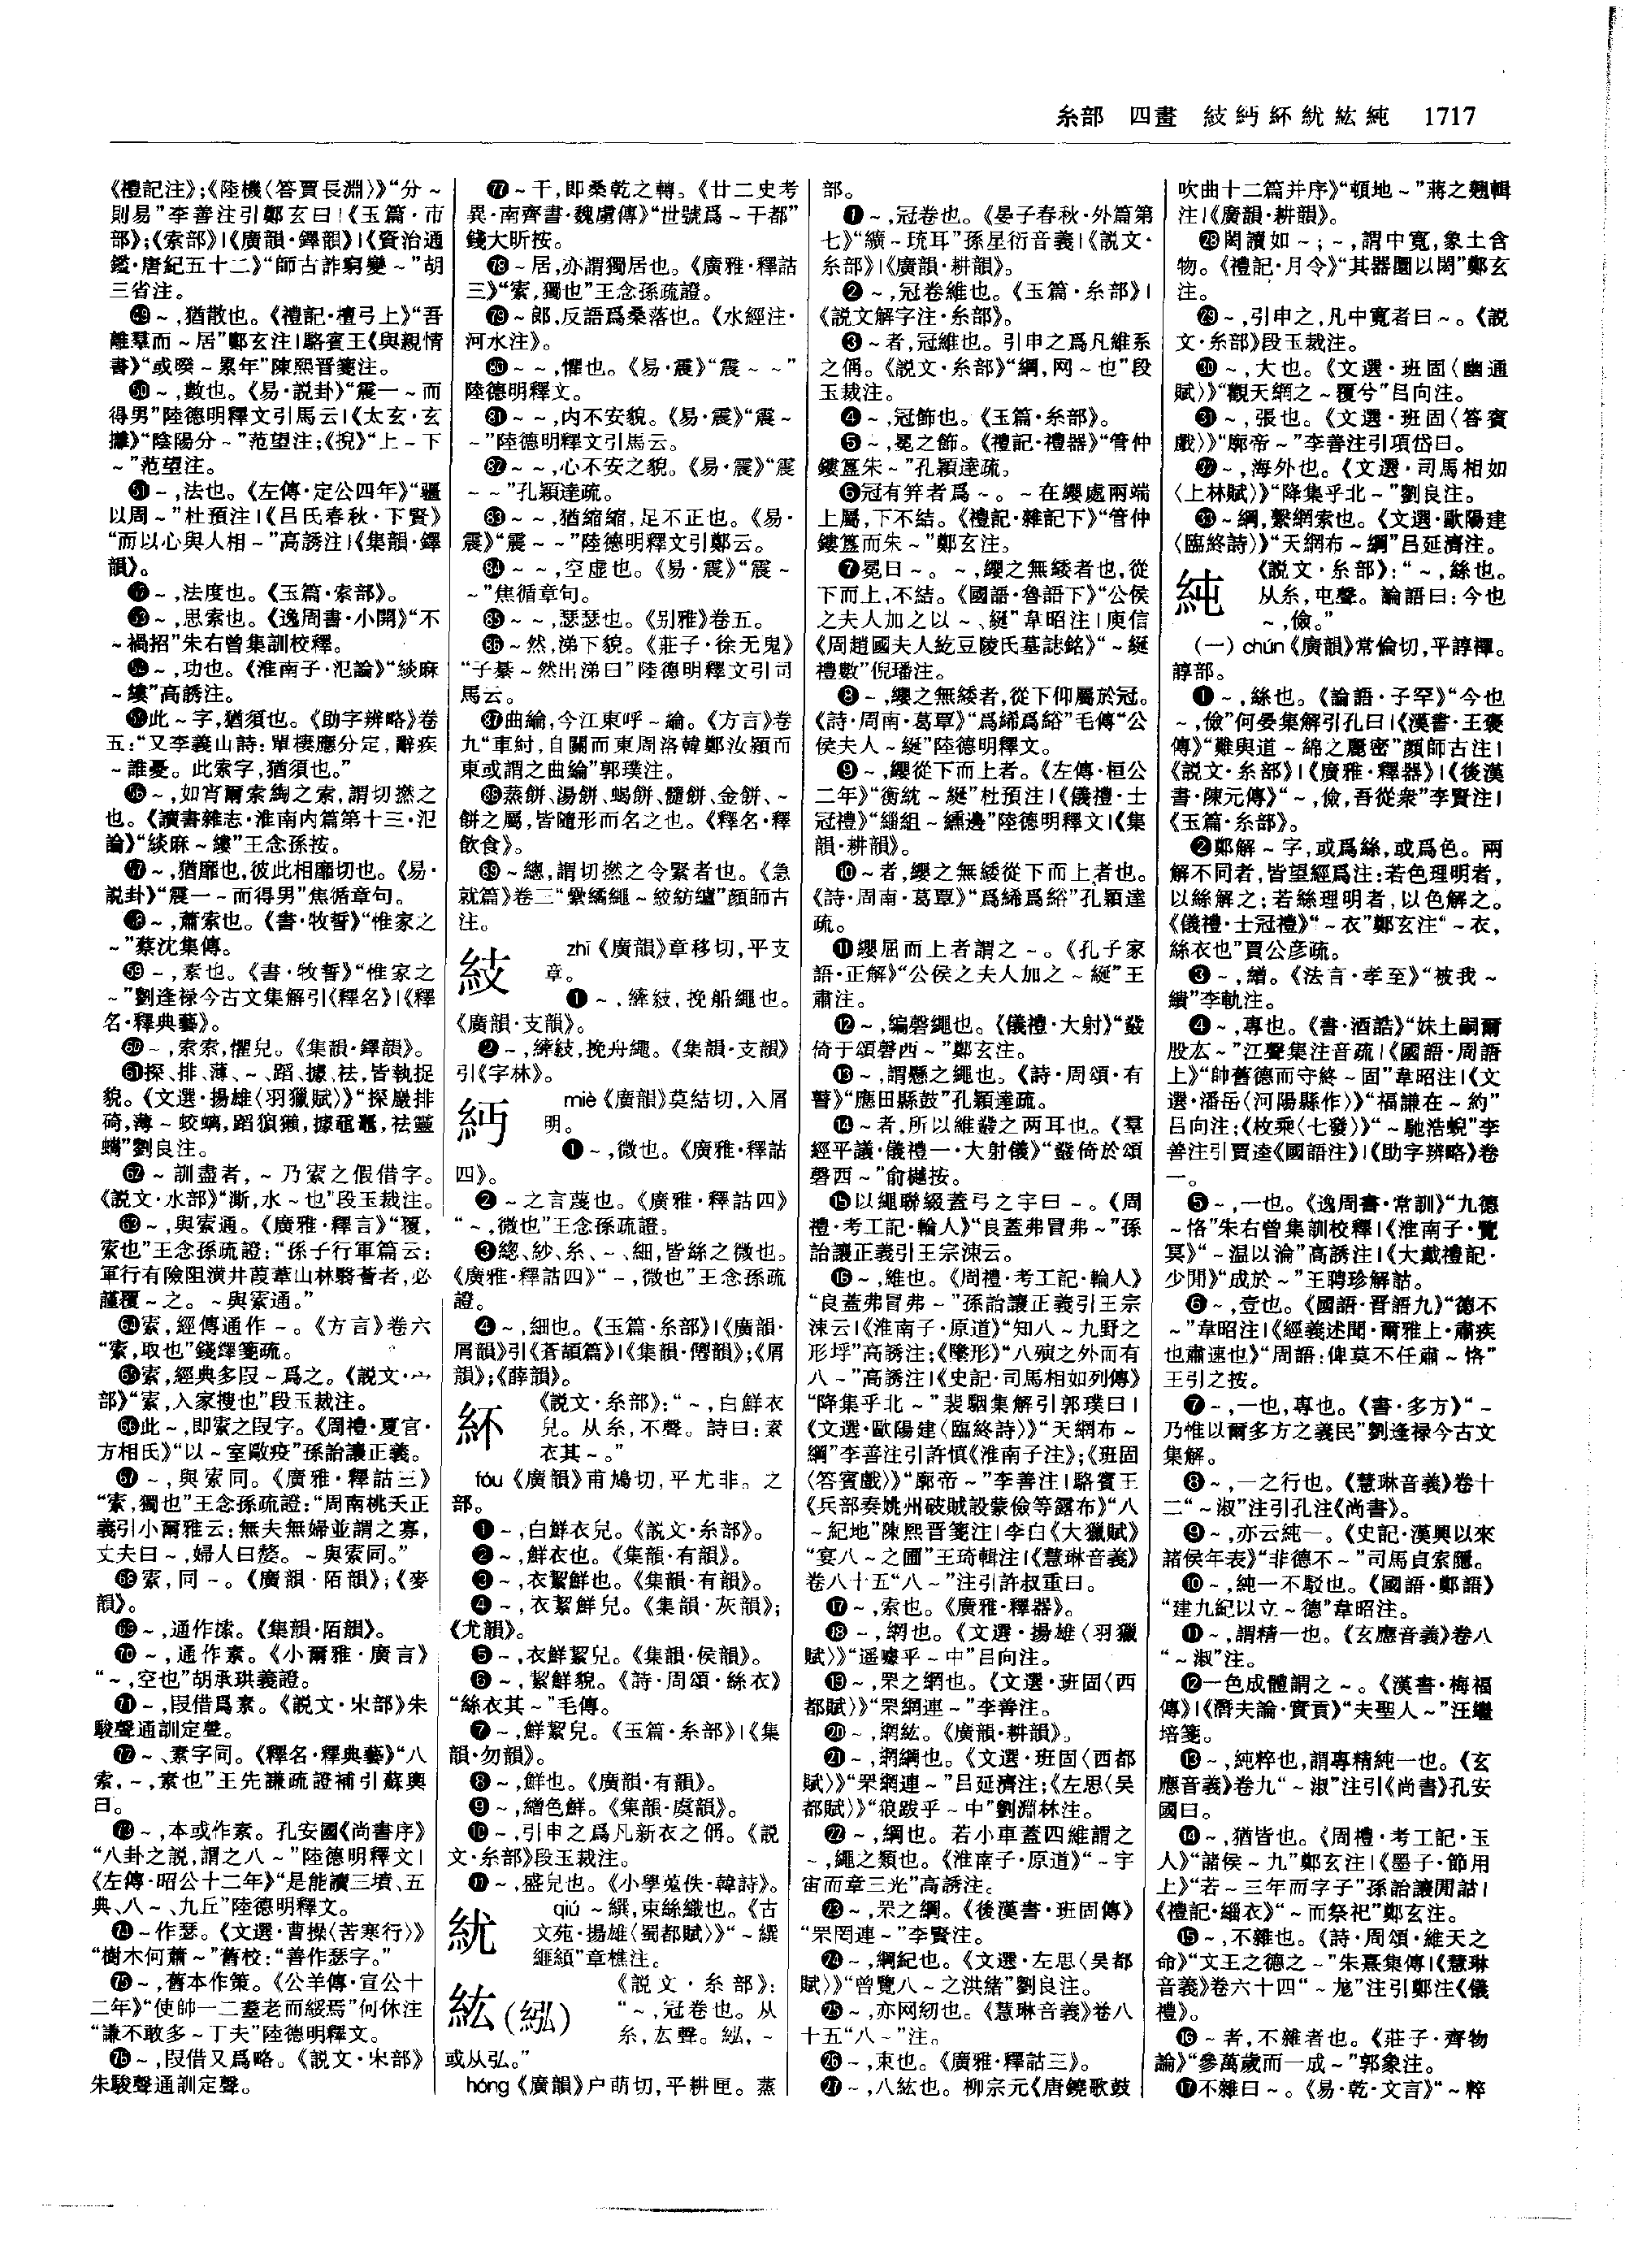 糸部 四畫 紋紆紑紌紘純 1717
《禮記注》;《陸機〈答賈長淵〉》“分~
則易”李善注引鄭玄曰|《玉篇·市
部》;《索部》|《廣韻·鐸韻》|《資治通
鑑·唐紀五十二》“師古詐窮變~”胡
三省注。
㊾~,猶散也。《禮記·檀弓上》“吾
離羣而~居”鄭玄注|駱賓王《與親情
書》“或暌~累年”陳熙晋箋注。
㊿~,數也。《易·説卦》“震一~而
得男”陸德明釋文引馬云|《太玄·玄
攡》“陰陽分~”范望注;《掜》“上~下
~”范望注。
51~,法也。《左傳·定公四年》“疆
以周~”杜預注|《吕氏春秋·下賢》
“而以心與人相~”高誘注|《集韻·鐸
韻》。
52~,法度也。《玉篇·索部》。
53~,思索也。《逸周書·小開》“不
~禍招”朱右曾集訓校釋。
54~,功也。《淮南子·氾論》“緂麻
~縷”高誘注。
55此~字,猶須也。《助字辨略》卷
五:“又李義山詩:單棲應分定,辭疾
~誰憂。此索字,猶須也。”
56~,如宵爾索綯之索,謂切撚之
也。《讀書雜志·淮南内篇第十三·氾
論》“緂麻~縷”王念孫按。
57~,猶靡也,彼此相靡切也。《易·
説卦》“震一~而得男”焦循章句。
58~,蕭索也。《書·牧誓》“惟家之
~”蔡沈集傳。
59~,素也。《書·牧誓》“惟家之
~”劉逢禄今古文集解引《釋名》|《釋
名·釋典藝》。
60~,索索,懼皃。《集韻·鐸韻》。
61探、排、薄、~、蹈、據、祛,皆執捉
貌。《文選·揚雄〈羽獵賦〉》“探巖排
碕,薄~蛟螭,蹈獱獺,據黿鼉,祛靈
蠵”劉良注。
62~訓盡者,~乃㱇之假借字。
《説文·水部》“澌,水~也”段玉裁注。
63~,與㩠通。《廣雅·釋言》“覆,
索也”王念孫疏證:“孫子行軍篇云:
軍行有險阻潢井葭葦山林翳薈者,必
謹覆~之。~與㩠通。”
64㩠,經傳通作~。《方言》卷六
“㩠,取也”錢繹箋疏。
65㩠,經典多叚~爲之。《説文·宀
部》“㩠,入家搜也”段玉裁注。
66此~,即㩠之叚字。《周禮·夏官·
方相氏》“以~室敺疫”孫詒讓正義。
67~,與索同。《廣雅·釋詁三》
“索,獨也”王念孫疏證:“周南桃夭正
義引小爾雅云:無夫無婦並謂之寡,
丈夫曰~,婦人曰嫠。~與索同。”
68㩠,同~。《廣韻·陌韻》;《麥
韻》。
69~,通作㩠。《集韻·陌韻》。
70~,通作素。《小爾雅·廣言》
“~,空也”胡承珙義證。
71~,叚借爲素。《説文·宋部》朱
駿聲通訓定聲。
72~、素字同。《釋名·釋典藝》“八
索,~,素也”王先謙疏證補引蘇輿
曰。
73~,本或作素。孔安國《尚書序》
“八卦之説,謂之八~”陸德明釋文|
《左傳·昭公十二年》“是能讀三墳、五
典、八~、九丘”陸德明釋文。
74~作瑟。《文選·曹操〈苦寒行〉》
“樹木何蕭~”舊校:“善作瑟字。”
75~,舊本作策。《公羊傳·宣公十
二年》“使帥一二耋老而綏焉”何休注
“謙不敢多~丁夫”陸德明釋文。
76~,叚借又爲略。《説文·宋部》
朱駿聲通訓定聲。
77~干,即桑乾之轉。《廿二史考
異·南齊書·魏虜傳》“世號爲~干都”
錢大昕按。
78~居,亦謂獨居也。《廣雅·釋詁
三》“索,獨也”王念孫疏證。
79~郎,反語爲桑落也。《水經注·
河水注》。
80~~,懼也。《易·震》“震~~”
陸德明釋文。
81~~,内不安貌。《易·震》“震~
~”陸德明釋文引馬云。
82~~,心不安之貌。《易·震》“震
~~”孔穎達疏。
83~~,猶縮縮,足不正也。《易·
震》“震~~”陸德明釋文引鄭云。
84~~,空虚也。《易·震》“震~
~”焦循章句。
85~~,瑟瑟也。《别雅》卷五。
86~然,涕下貌。《莊子·徐无鬼》
“子綦~然出涕曰”陸德明釋文引司
馬云。
87曲綸,今江東呼~綸。《方言》卷
九“車紂,自關而東周洛韓鄭汝潁而
東或謂之曲綸”郭璞注。
88蒸餅、湯餅、蝎餅、髓餅、金餅、~
餅之屬,皆隨形而名之也。《釋名·釋
飲食》。
89~總,謂切撚之令緊者也。《急
就篇》卷三“纍繘繩~絞紡纑”顔師古
注。
紋 zhī《廣韻》章移切,平支
章。
❶~,䌖紋,挽船繩也。
《廣韻·支韻》。
❷~,䌖紋,挽舟繩。《集韻·支韻》
引《字林》。
紆 miè《廣韻》莫結切,入屑
明。
❶~,微也。《廣雅·釋詁
四》。
❷~之言蔑也。《廣雅·釋詁四》
“~,微也”王念孫疏證。
❸緫、紗、糸、~、細,皆絲之微也。
《廣雅·釋詁四》“~,微也”王念孫疏
證。
❹~,細也。《玉篇·糸部》|《廣韻·
屑韻》引《蒼頡篇》|《集韻·僊韻》;《屑
韻》;《薛韻》。
紑 《説文·糸部》:“~,白鮮衣
皃。从糸,不聲。詩曰:素
衣其~。”
fóu《廣韻》甫鳩切,平尤非。之
部。
❶~,白鮮衣皃。《説文·糸部》。
❷~,鮮衣也。《集韻·有韻》。
❸~,衣絜鮮也。《集韻·有韻》。
❹~,衣絜鮮皃。《集韻·灰韻》;
《尤韻》。
❺~,衣鮮絜皃。《集韻·侯韻》。
❻~,絜鮮貌。《詩·周頌·絲衣》
“絲衣其~”毛傳。
❼~,鮮絜皃。《玉篇·糸部》|《集
韻·勿韻》。
❽~,鮮也。《廣韻·有韻》。
❾~,繒色鮮。《集韻·虞韻》。
❿~,引申之爲凡新衣之偁。《説
文·糸部》段玉裁注。
⓫~,盛皃也。《小學蒐佚·韓詩》。
紌 qiú ~繏,束絲織也。《古
文苑·揚雄〈蜀都賦〉》“~繏
𦆯䋶”章樵注。
紘(紭) 《説文·糸部》:
“~,冠卷也。从
糸,厷聲。紭,~
或从弘。”
hóng《廣韻》户萌切,平耕匣。蒸
部。
❶~,冠卷也。《晏子春秋·外篇第
七》“纊~琉耳”孫星衍音義|《説文·
糸部》|《廣韻·耕韻》。
❷~,冠卷維也。《玉篇·糸部》|
《説文解字注·糸部》。
❸~者,冠維也。引申之爲凡維系
之偁。《説文·糸部》“綱,网~也”段
玉裁注。
❹~,冠飾也。《玉篇·糸部》。
❺~,冕之飾。《禮記·禮器》“管仲
鏤簋朱~”孔穎達疏。
❻冠有笄者爲~。~在纓處兩端
上屬,下不結。《禮記·雜記下》“管仲
鏤簋而朱~”鄭玄注。
❼冕曰~。~,纓之無緌者也,從
下而上,不結。《國語·魯語下》“公侯
之夫人加之以~、綖”韋昭注|庾信
《周趙國夫人紇豆陵氏墓誌銘》“~綖
禮數”倪璠注。
❽~,纓之無緌者,從下仰屬於冠。
《詩·周南·葛覃》“爲絺爲綌”毛傳“公
侯夫人~綖”陸德明釋文。
❾~,纓從下而上者。《左傳·桓公
二年》“衡紞~綖”杜預注|《儀禮·士
冠禮》“緇組~纁邊”陸德明釋文|《集
韻·耕韻》。
❿~者,纓之無緌從下而上者也。
《詩·周南·葛覃》“爲絺爲綌”孔穎達
疏。
⓫纓屈而上者謂之~。《孔子家
語·正解》“公侯之夫人加之~綖”王
肅注。
⓬~,編磬繩也。《儀禮·大射》“鼗
倚于頌磬西~”鄭玄注。
⓭~,謂懸之繩也。《詩·周頌·有
瞽》“應田縣鼓”孔穎達疏。
⓮~者,所以維鼗之两耳也。《羣
經平議·儀禮一·大射儀》“鼗倚於頌
磬西~”俞樾按。
⓯以繩聯綴蓋弓之宇曰~。《周
禮·考工記·輪人》“良蓋弗冒弗~”孫
詒讓正義引王宗涑云。
⓰~,維也。《周禮·考工記·輪人》
“良蓋弗冒弗~”孫詒讓正義引王宗
涑云|《淮南子·原道》“知八~九野之
形埒”高誘注;《墬形》“八殥之外而有
八~”高誘注|《史記·司馬相如列傳》
“降集乎北~”裴駰集解引郭璞曰|
《文選·歐陽建〈臨終詩〉》“天網布~
綱”李善注引許慎《淮南子注》;《班固
〈答賓戲〉》“廓帝~”李善注|駱賓王
《兵部奏姚州破賊設蒙儉等露布》“八
~紀地”陳熙晋箋注|李白《大獵賦》
“宴八~之圃”王琦輯注|《慧琳音義》
卷八十五“八~”注引許叔重曰。
⓱~,索也。《廣雅·釋器》。
⓲~,網也。《文選·揚雄〈羽獵
賦〉》“遥噱乎~中”吕向注。
⓳~,罘之網也。《文選·班固〈西
都賦〉》“罘網連~”李善注。
⓴~,網紘。《廣韻·耕韻》。
21~,網綱也。《文選·班固〈西都
賦〉》“罘網連~”吕延濟注;《左思〈吴
都賦〉》“狼跋乎~中”劉淵林注。
22~,綱也。若小車蓋四維謂之
~,繩之類也。《淮南子·原道》“~宇
宙而章三光”高誘注。
23~,罘之綱。《後漢書·班固傳》
“罘罔連~”李賢注。
24~,綱紀也。《文選·左思〈吴都
賦〉》“曾覽八~之洪緒”劉良注。
25~,亦网紉也。《慧琳音義》卷八
十五“八~”注。
26~,束也。《廣雅·釋詁三》。
27~,八紘也。柳宗元《唐鐃歌鼓
吹曲十二篇并序》“頓地~”蔣之翹輯
注|《廣韻·耕韻》。
28閎讀如~;~,謂中寬,象土含
物。《禮記·月令》“其器圜以閎”鄭玄
注。
29~,引申之,凡中寬者曰~。《説
文·糸部》段玉裁注。
30~,大也。《文選·班固〈幽通
賦〉》“觀天網之~覆兮”吕向注。
31~,張也。《文選·班固〈答賓
戲〉》“廓帝~”李善注引項岱曰。
32~,海外也。《文選·司馬相如
〈上林賦〉》“降集乎北~”劉良注。
33~綱,繫網索也。《文選·歐陽建
〈臨終詩〉》“天網布~綱”吕延濟注。
純 《説文·糸部》:“~,絲也。
从糸,屯聲。論語曰:今也
~,儉。”
(一)chún《廣韻》常倫切,平諄禪。
諄部。
❶~,絲也。《論語·子罕》“今也
~,儉”何晏集解引孔曰|《漢書·王褒
傳》“難與道~綿之麗密”顔師古注|
《説文·糸部》|《廣雅·釋器》|《後漢
書·陳元傳》“~,儉,吾從衆”李賢注|
《玉篇·糸部》。
❷鄭解~字,或爲絲,或爲色。兩
解不同者,皆望經爲注:若色理明者,
以絲解之;若絲理明者,以色解之。
《儀禮·士冠禮》“~衣”鄭玄注“~衣,
絲衣也”賈公彦疏。
❸~,繒。《法言·孝至》“被我~
繢”李軌注。
❹~,專也。《書·酒誥》“妹土嗣爾
股厷~”江聲集注音疏|《國語·周語
上》“帥舊德而守終~固”韋昭注|《文
選·潘岳〈河陽縣作〉》“福謙在~約”
吕向注;《枚乘〈七發〉》“~馳浩蜺”李
善注引賈逵《國語注》|《助字辨略》卷
一。
❺~,一也。《逸周書·常訓》“九德
~恪”朱右曾集訓校釋|《淮南子·覽
冥》“~温以淪”高誘注|《大戴禮記·
少閒》“成於~”王聘珍解詁。
❻~,壹也。《國語·晋語九》“德不
~”韋昭注|《經義述聞·爾雅上·肅疾
也肅速也》“周語:俾莫不任肅~恪”
王引之按。
❼~,一也,專也。《書·多方》“~
乃惟以爾多方之義民”劉逢禄今古文
集解。
❽~,一之行也。《慧琳音義》卷十
二“~淑”注引孔注《尚書》。
❾~,亦云純一。《史記·漢興以來
諸侯年表》“非德不~”司馬貞索隱。
❿~,純一不駁也。《國語·鄭語》
“建九紀以立~德”韋昭注。
⓫~,謂精一也。《玄應音義》卷八
“~淑”注。
⓬一色成體謂之~。《漢書·梅福
傳》|《潛夫論·實貢》“夫聖人~”汪繼
培箋。
⓭~,純粹也,謂專精純一也。《玄
應音義》卷九“~淑”注引《尚書》孔安
國曰。
⓮~,猶皆也。《周禮·考工記·玉
人》“諸侯~九”鄭玄注|《墨子·節用
上》“若~三年而字子”孫詒讓閒詁|
《禮記·緇衣》“~而祭祀”鄭玄注。
⓯~,不雜也。《詩·周頌·維天之
命》“文王之德之~”朱熹集傳|《慧琳
音義》卷六十四“~尨”注引鄭注《儀
禮》。
⓰~者,不雜者也。《莊子·齊物
論》“參萬歲而一成~”郭象注。
⓱不雜曰~。《易·乾·文言》“~粹